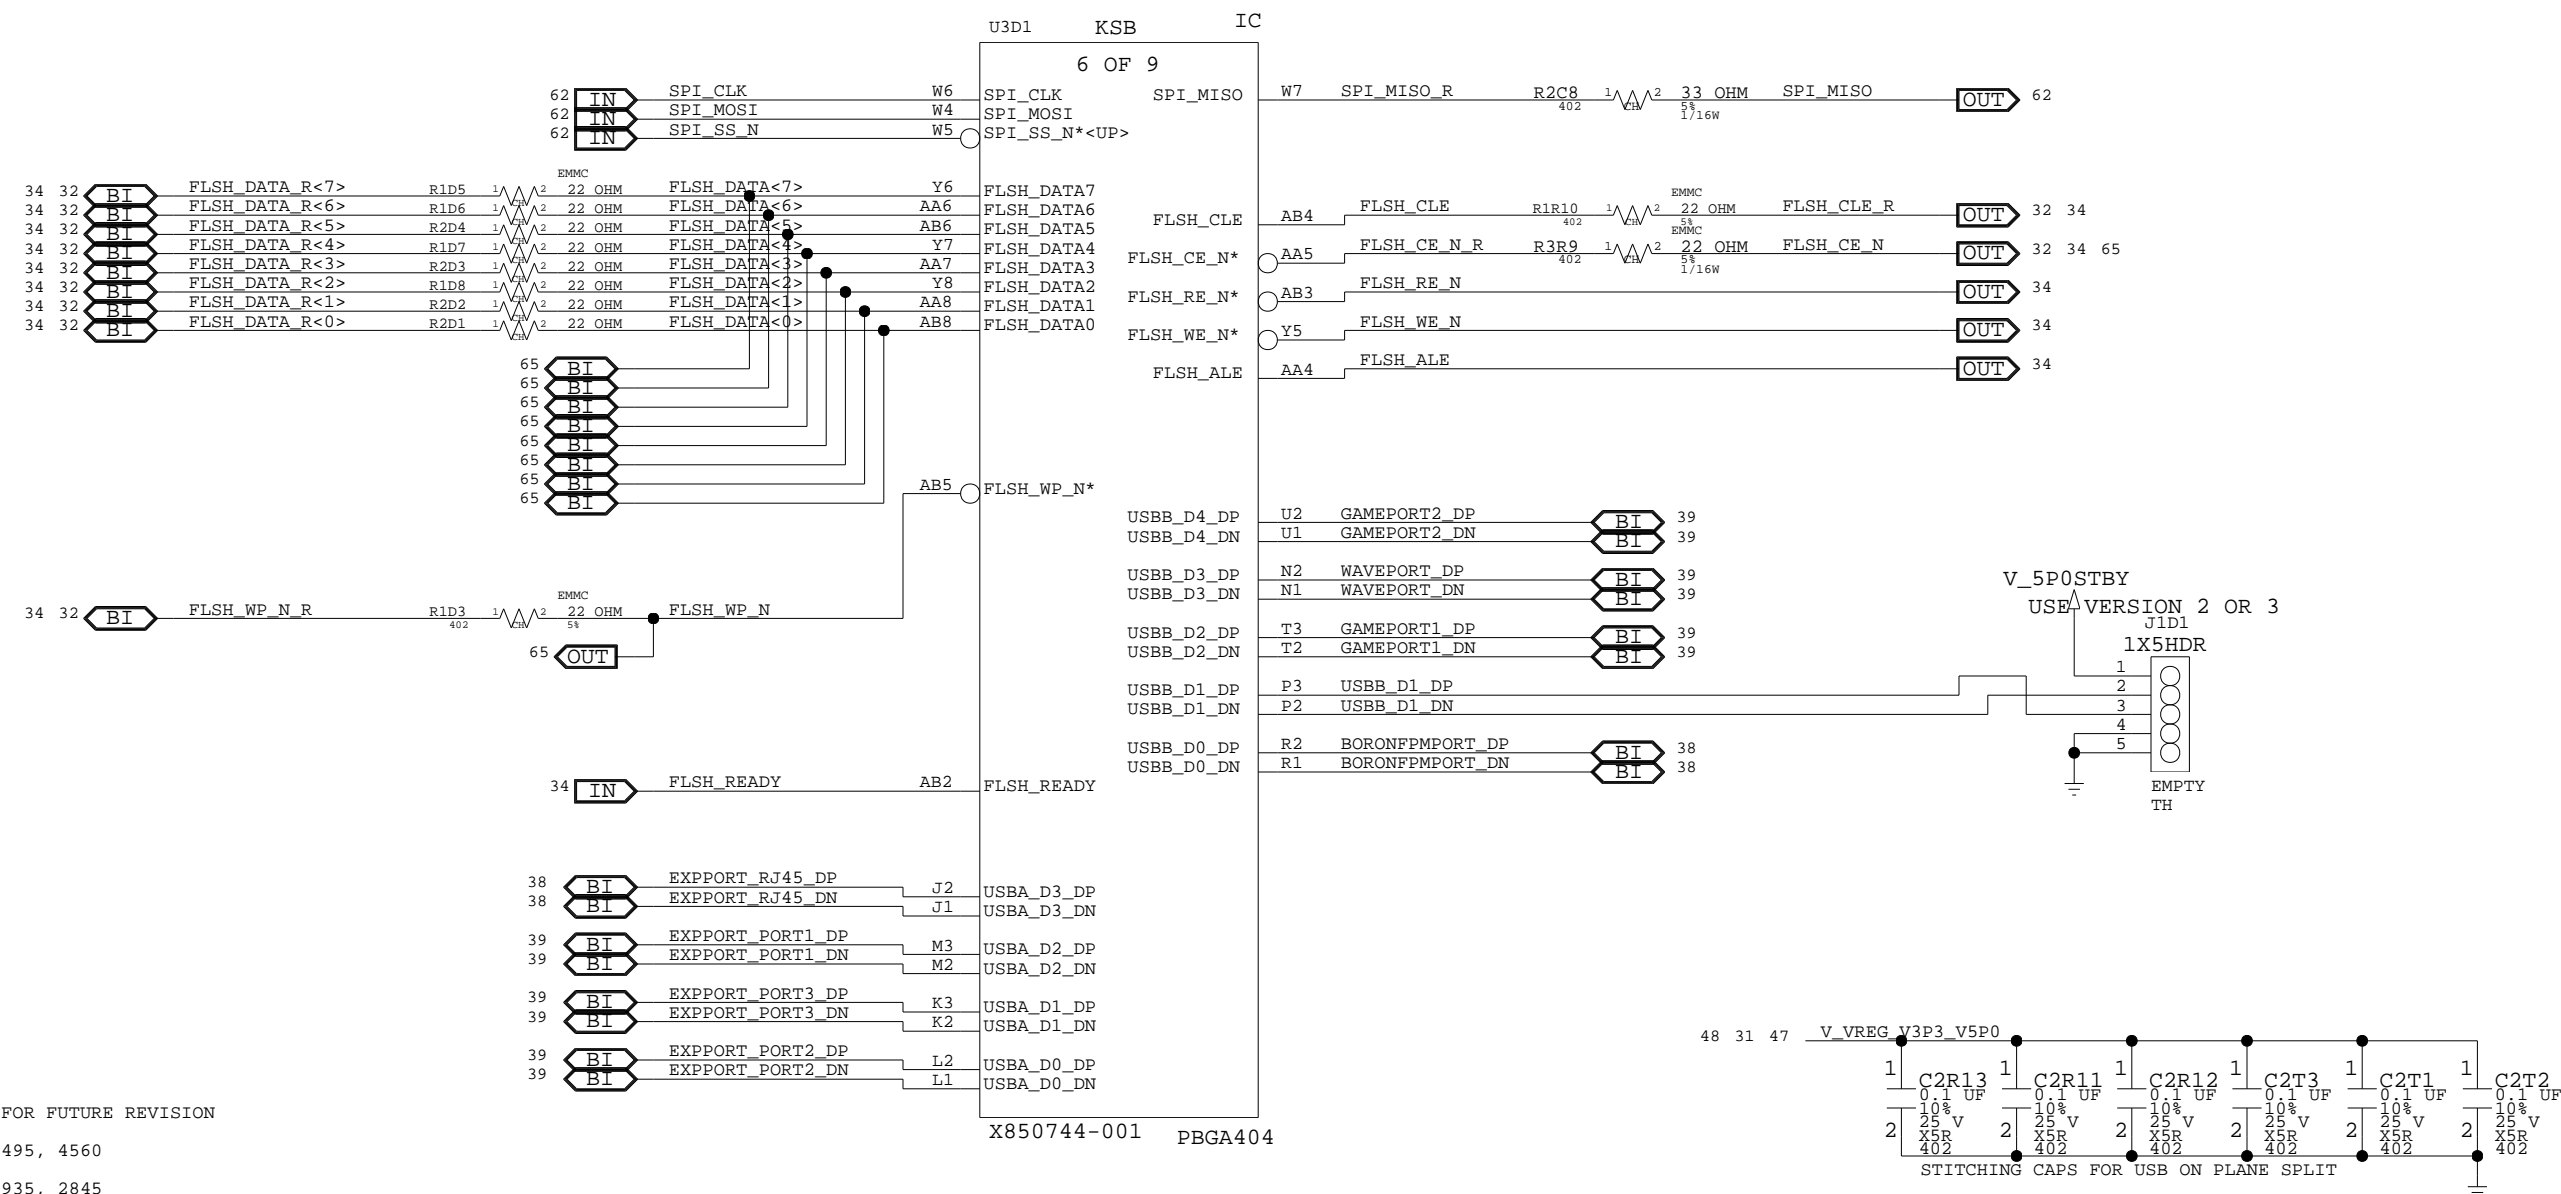 U3D1 KSB IC
6 OF 9
62 IN SPI_CLK W6 SPI_CLK SPI_MISO W7 SPI_MISO_R R2C8 402 1 CH 2 33 OHM 5% 1/16W SPI_MISO OUT 62
62 IN SPI_MOSI W4 SPI_MOSI
62 IN SPI_SS_N W5 SPI_SS_N*<UP>
EMMC
34 32 BI FLSH_DATA_R<7> R1D5 1 CH 2 22 OHM FLSH_DATA<7> Y6 FLSH_DATA7
34 32 BI FLSH_DATA_R<6> R1D6 1 CH 2 22 OHM FLSH_DATA<6> AA6 FLSH_DATA6
34 32 BI FLSH_DATA_R<5> R2D4 1 CH 2 22 OHM FLSH_DATA<5> AB6 FLSH_DATA5
34 32 BI FLSH_DATA_R<4> R1D7 1 CH 2 22 OHM FLSH_DATA<4> Y7 FLSH_DATA4
34 32 BI FLSH_DATA_R<3> R2D3 1 CH 2 22 OHM FLSH_DATA<3> AA7 FLSH_DATA3
34 32 BI FLSH_DATA_R<2> R1D8 1 CH 2 22 OHM FLSH_DATA<2> Y8 FLSH_DATA2
34 32 BI FLSH_DATA_R<1> R2D2 1 CH 2 22 OHM FLSH_DATA<1> AA8 FLSH_DATA1
34 32 BI FLSH_DATA_R<0> R2D1 1 CH 2 22 OHM FLSH_DATA<0> AB8 FLSH_DATA0
EMMC
FLSH_CLE AB4 FLSH_CLE R1R10 402 1 CH 2 22 OHM 5% FLSH_CLE_R OUT 32 34
EMMC
FLSH_CE_N* AA5 FLSH_CE_N_R R3R9 402 1 CH 2 22 OHM 5% 1/16W FLSH_CE_N OUT 32 34 65
FLSH_RE_N* AB3 FLSH_RE_N OUT 34
FLSH_WE_N* Y5 FLSH_WE_N OUT 34
FLSH_ALE AA4 FLSH_ALE OUT 34
65 BI
65 BI
65 BI
65 BI
65 BI
65 BI
65 BI
65 BI
AB5 FLSH_WP_N*
EMMC
34 32 BI FLSH_WP_N_R R1D3 402 1 CH 2 22 OHM 5% FLSH_WP_N
65 OUT
USBB_D4_DP U2 GAMEPORT2_DP BI 39
USBB_D4_DN U1 GAMEPORT2_DN BI 39
USBB_D3_DP N2 WAVEPORT_DP BI 39
USBB_D3_DN N1 WAVEPORT_DN BI 39
USBB_D2_DP T3 GAMEPORT1_DP BI 39
USBB_D2_DN T2 GAMEPORT1_DN BI 39
USBB_D1_DP P3 USBB_D1_DP
USBB_D1_DN P2 USBB_D1_DN
USBB_D0_DP R2 BORONFPMPORT_DP BI 38
USBB_D0_DN R1 BORONFPMPORT_DN BI 38
V_5P0STBY
USE VERSION 2 OR 3
J1D1
1X5HDR
1
2
3
4
5
EMPTY
TH
34 IN FLSH_READY AB2 FLSH_READY
38 BI EXPPORT_RJ45_DP J2 USBA_D3_DP
38 BI EXPPORT_RJ45_DN J1 USBA_D3_DN
39 BI EXPPORT_PORT1_DP M3 USBA_D2_DP
39 BI EXPPORT_PORT1_DN M2 USBA_D2_DN
39 BI EXPPORT_PORT3_DP K3 USBA_D1_DP
39 BI EXPPORT_PORT3_DN K2 USBA_D1_DN
39 BI EXPPORT_PORT2_DP L2 USBA_D0_DP
39 BI EXPPORT_PORT2_DN L1 USBA_D0_DN
X850744-001 PBGA404
48 31 47 V_VREG_V3P3_V5P0
1 1 1 1 1 1
C2R13 C2R11 C2R12 C2T3 C2T1 C2T2
0.1 UF 0.1 UF 0.1 UF 0.1 UF 0.1 UF 0.1 UF
10% 10% 10% 10% 10% 10%
25 V 25 V 25 V 25 V 25 V 25 V
2 X5R 2 X5R 2 X5R 2 X5R 2 X5R 2 X5R
402 402 402 402 402 402
STITCHING CAPS FOR USB ON PLANE SPLIT
FOR FUTURE REVISION
495, 4560
935, 2845